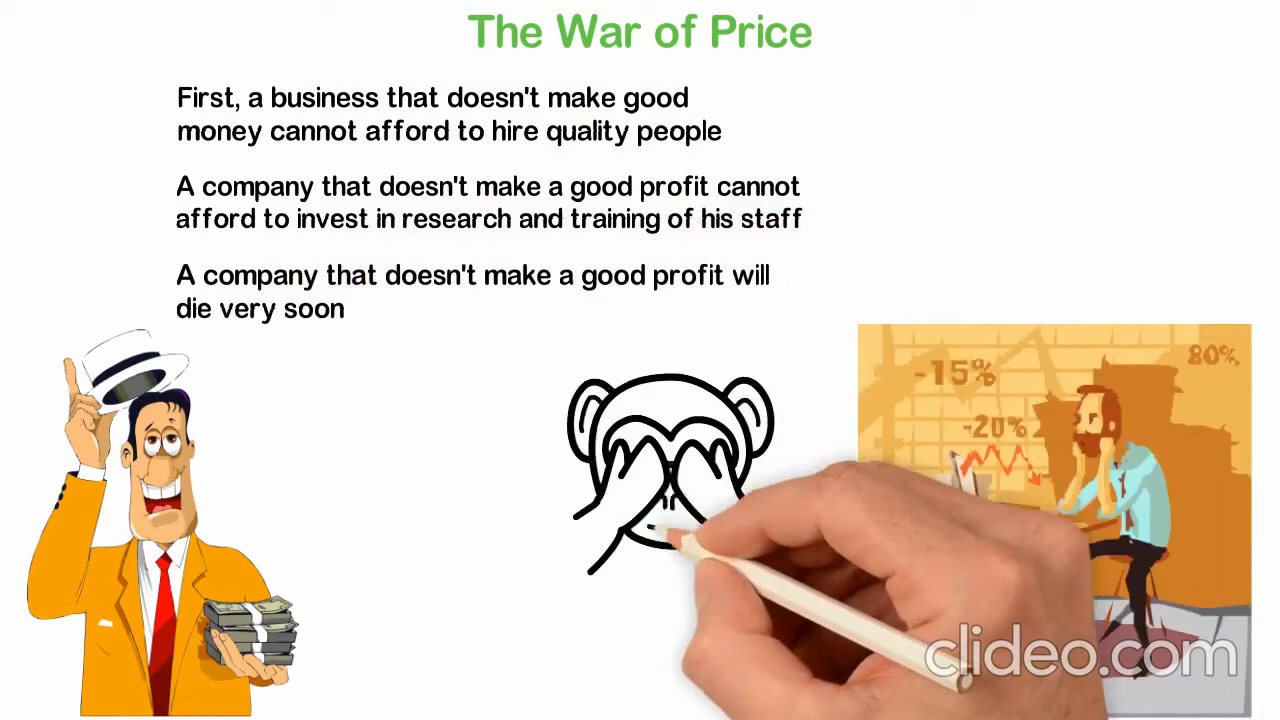 The War of Price
First, a business that doesn't make good
money cannot afford to hire quality people
A company that doesn't make a good profit cannot
afford to invest in research and training of his staff
A company that doesn't make a good profit will
die very soon
-15%
80%
-20%
clideo.com